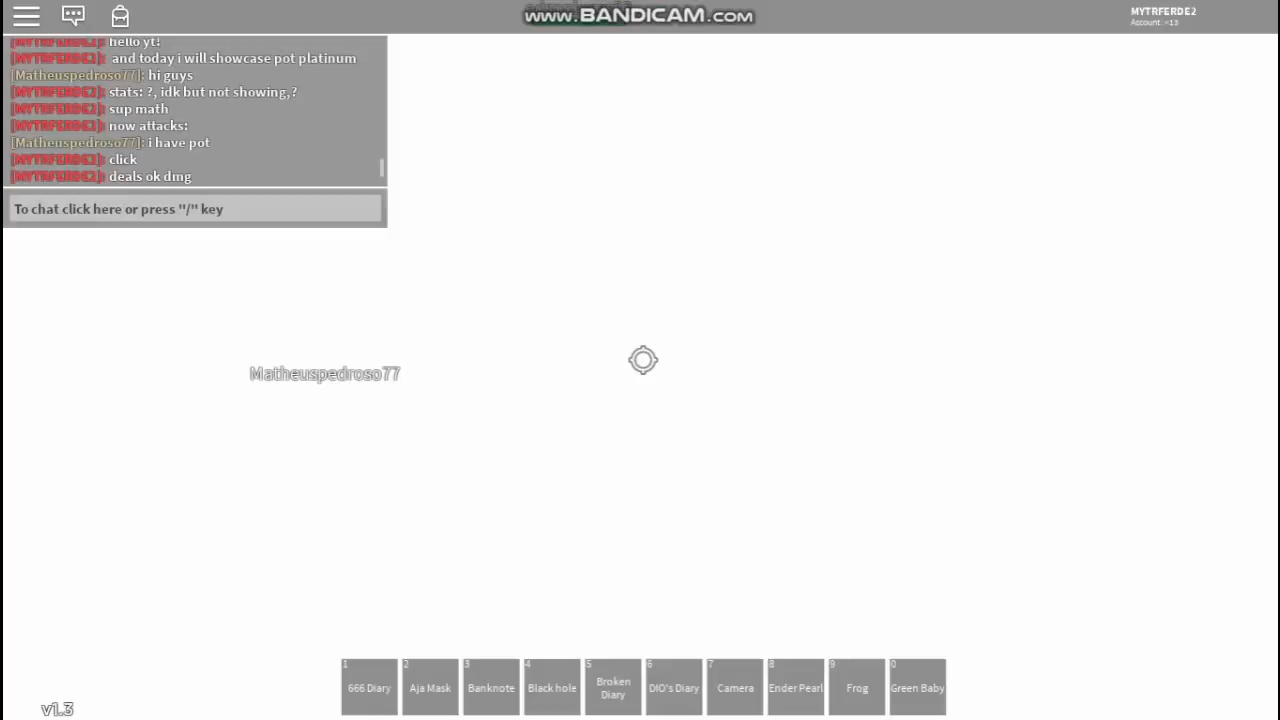 www.BANDICAM.COM
MYTRFERDE2
Account: <13
[MYTRFERDE2]: hello yt!
[MYTRFERDE2]: and today i will showcase pot platinum
[Matheuspedroso77]: hi guys
[MYTRFERDE2]: stats: ?, idk but not showing,?
[MYTRFERDE2]: sup math
[MYTRFERDE2]: now attacks:
[Matheuspedroso77]: i have pot
[MYTRFERDE2]: click
[MYTRFERDE2]: deals ok dmg
To chat click here or press "/" key
Matheuspedroso77
1 2 3 4 5 6 7 8 9 0
666 Diary Aja Mask Banknote Black hole Broken Diary DIO's Diary Camera Ender Pearl Frog Green Baby
v1.3